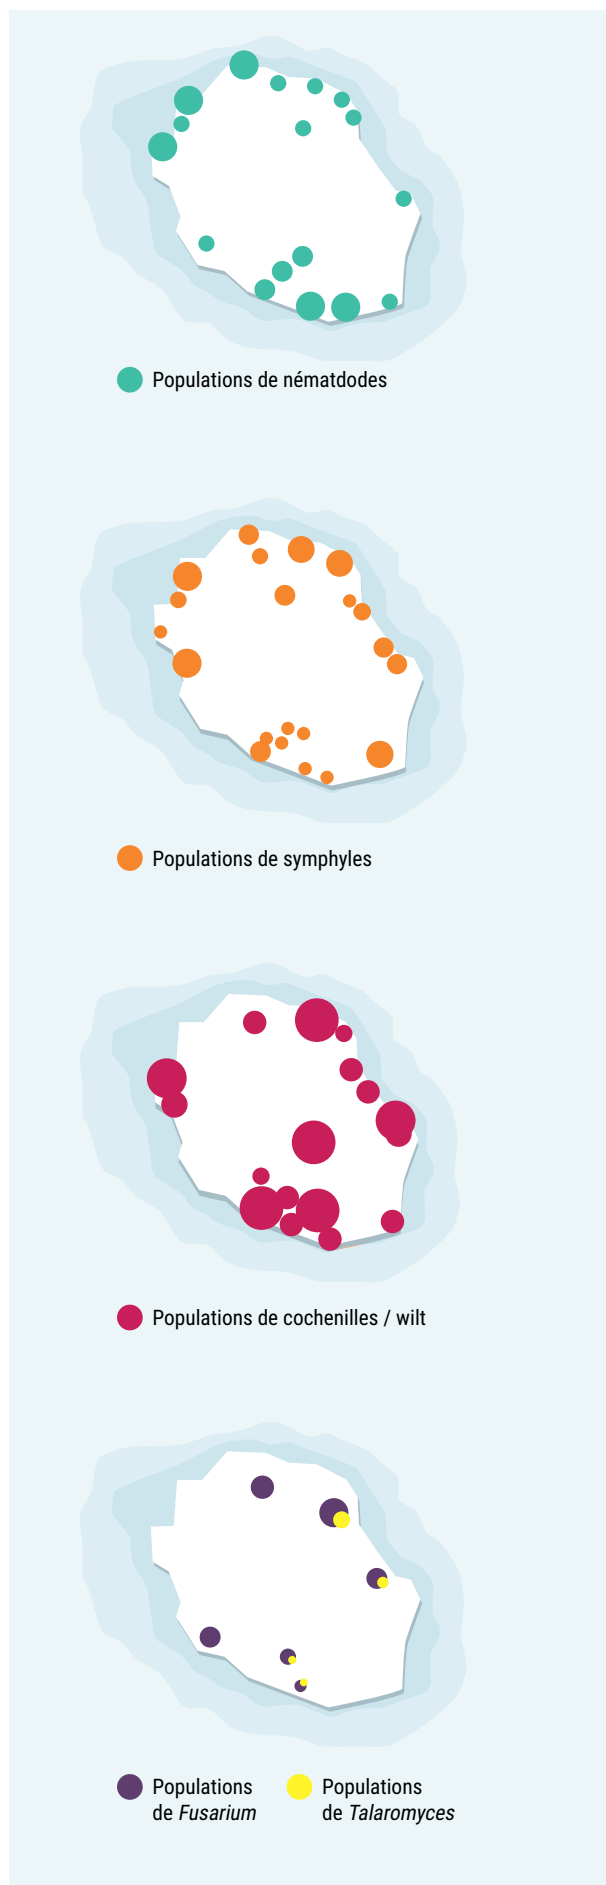 Populations de nématdodes
Populations de symphyles
Populations de cochenilles / wilt
Populations
de Fusarium
Populations
de Talaromyces